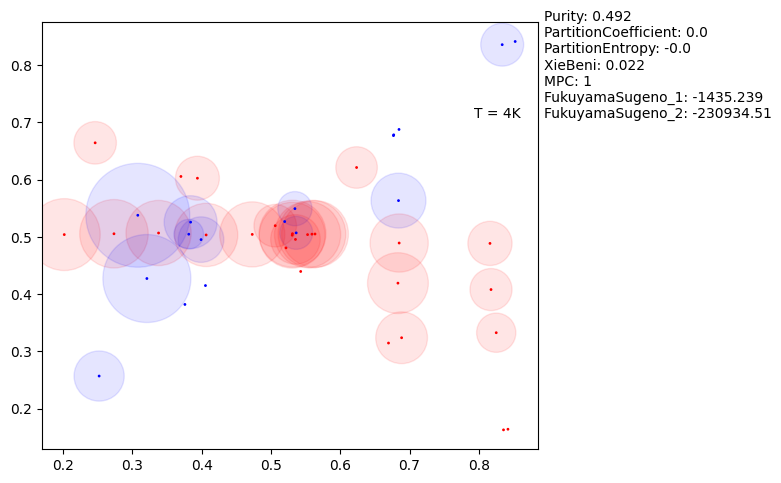 Purity: 0.492
PartitionCoefficient: 0.0
PartitionEntropy: -0.0
XieBeni: 0.022
MPC: 1
FukuyamaSugeno_1: -1435.239
FukuyamaSugeno_2: -230934.51
T = 4K
0.8
0.7
0.6
0.5
0.4
0.3
0.2
0.2 0.3 0.4 0.5 0.6 0.7 0.8